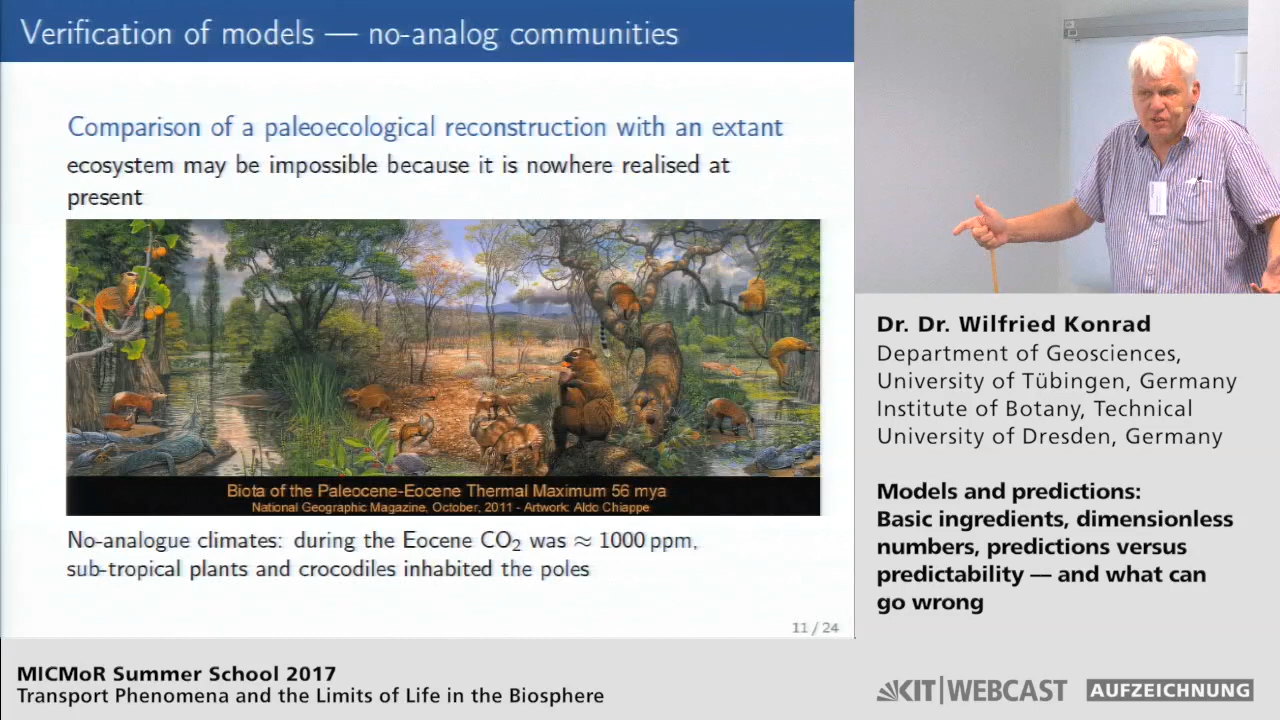 Verification of models — no-analog communities
Comparison of a paleoecological reconstruction with an extant
ecosystem may be impossible because it is nowhere realised at
present
Biota of the Paleocene-Eocene Thermal Maximum 56 mya
National Geographic Magazine, October, 2011 - Artwork: Aldo Chiappe
No-analogue climates: during the Eocene CO₂ was ≈ 1000 ppm,
sub-tropical plants and crocodiles inhabited the poles
11 / 24
Dr. Dr. Wilfried Konrad
Department of Geosciences,
University of Tübingen, Germany
Institute of Botany, Technical
University of Dresden, Germany
Models and predictions:
Basic ingredients, dimensionless
numbers, predictions versus
predictability — and what can
go wrong
MICMoR Summer School 2017
Transport Phenomena and the Limits of Life in the Biosphere
KIT|WEBCAST AUFZEICHNUNG